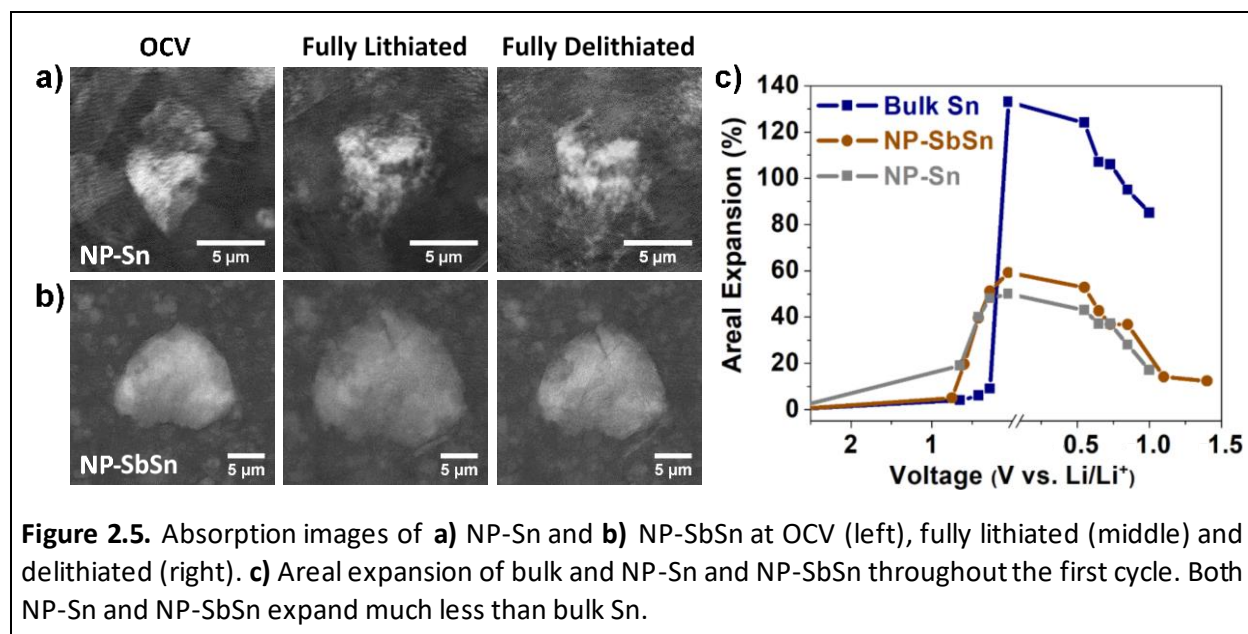 OCV Fully Lithiated Fully Delithiated
a)
NP-Sn 5 µm 5 µm 5 µm
b)
NP-SbSn 5 µm 5 µm 5 µm
c)
140
120
100
80
60
40
20
0
Areal Expansion (%)
Bulk Sn
NP-SbSn
NP-Sn
2 1 0.5 1.0 1.5
Voltage (V vs. Li/Li⁺)
Figure 2.5. Absorption images of a) NP-Sn and b) NP-SbSn at OCV (left), fully lithiated (middle) and
delithiated (right). c) Areal expansion of bulk and NP-Sn and NP-SbSn throughout the first cycle. Both
NP-Sn and NP-SbSn expand much less than bulk Sn.